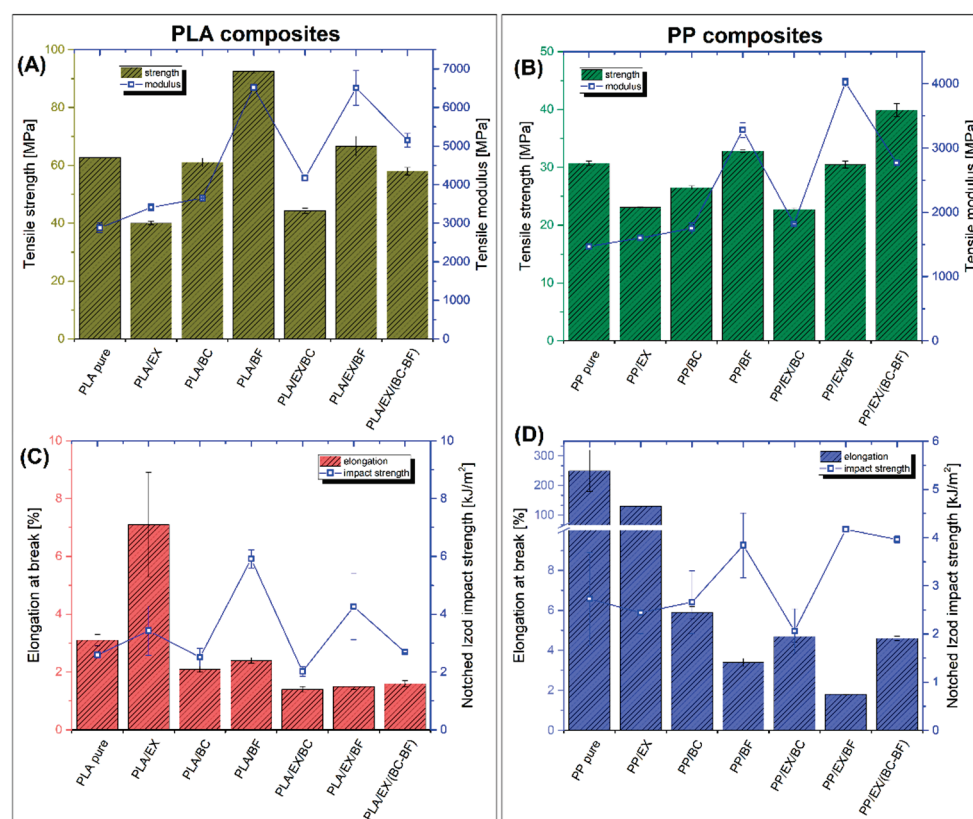 PLA composites
(A)
strength
modulus
Tensile strength [MPa]
100
80
60
40
20
0
Tensile modulus [MPa]
7000
6000
5000
4000
3000
2000
1000
0
PLA pure
PLA/EX
PLA/BC
PLA/BF
PLA/EX/BC
PLA/EX/BF
PLA/EX/(BC-BF)
PP composites
(B)
strength
modulus
Tensile strength [MPa]
50
40
30
20
10
0
Tensile modulus [MPa]
4000
3000
2000
1000
0
PP pure
PP/EX
PP/BC
PP/BF
PP/EX/BC
PP/EX/BF
PP/EX/(BC-BF)
(C)
elongation
impact strength
Elongation at break [%]
10
8
6
4
2
0
Notched Izod impact strength [kJ/m²]
10
8
6
4
2
0
PLA pure
PLA/EX
PLA/BC
PLA/BF
PLA/EX/BC
PLA/EX/BF
PLA/EX/(BC-BF)
(D)
elongation
impact strength
Elongation at break [%]
300
200
100
8
6
4
2
0
Notched Izod impact strength [kJ/m²]
6
5
4
3
2
1
0
PP pure
PP/EX
PP/BC
PP/BF
PP/EX/BC
PP/EX/BF
PP/EX/(BC-BF)